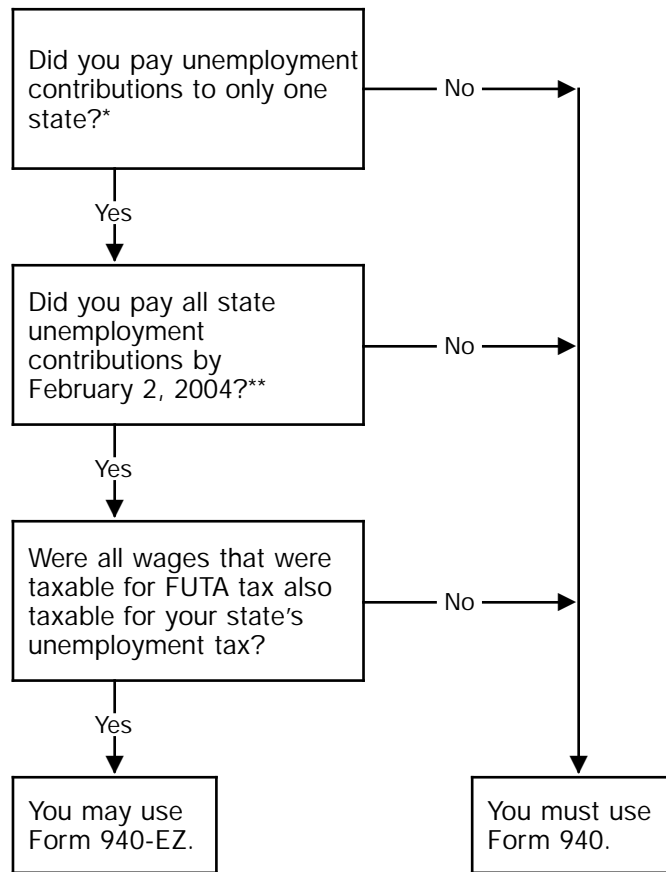 Did you pay unemployment
contributions to only one
state?*
No
Yes
Did you pay all state
unemployment
contributions by
February 2, 2004?**
No
Yes
Were all wages that were
taxable for FUTA tax also
taxable for your state's
unemployment tax?
No
Yes
You may use
Form 940-EZ.
You must use
Form 940.